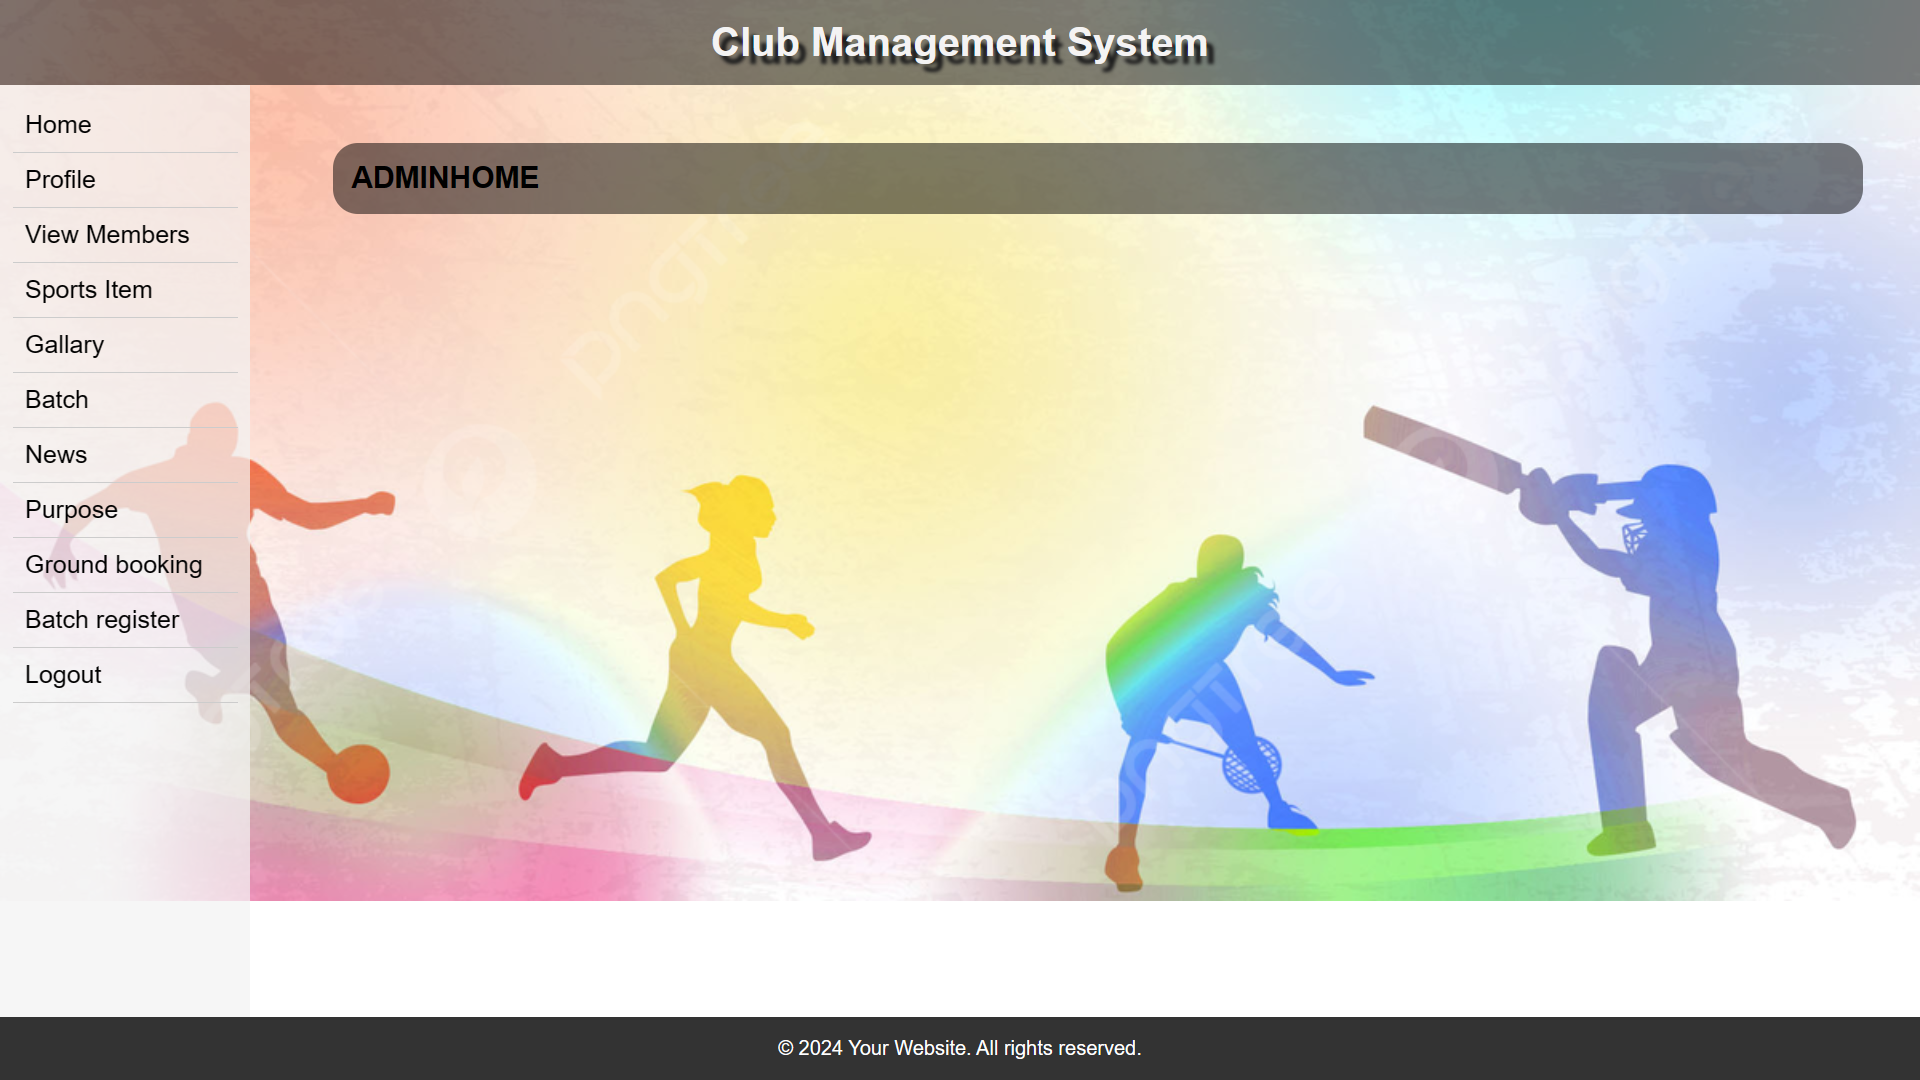 Club Management System
Home
Profile
View Members
Sports Item
Gallary
Batch
News
Purpose
Ground booking
Batch register
Logout
ADMINHOME
© 2024 Your Website. All rights reserved.